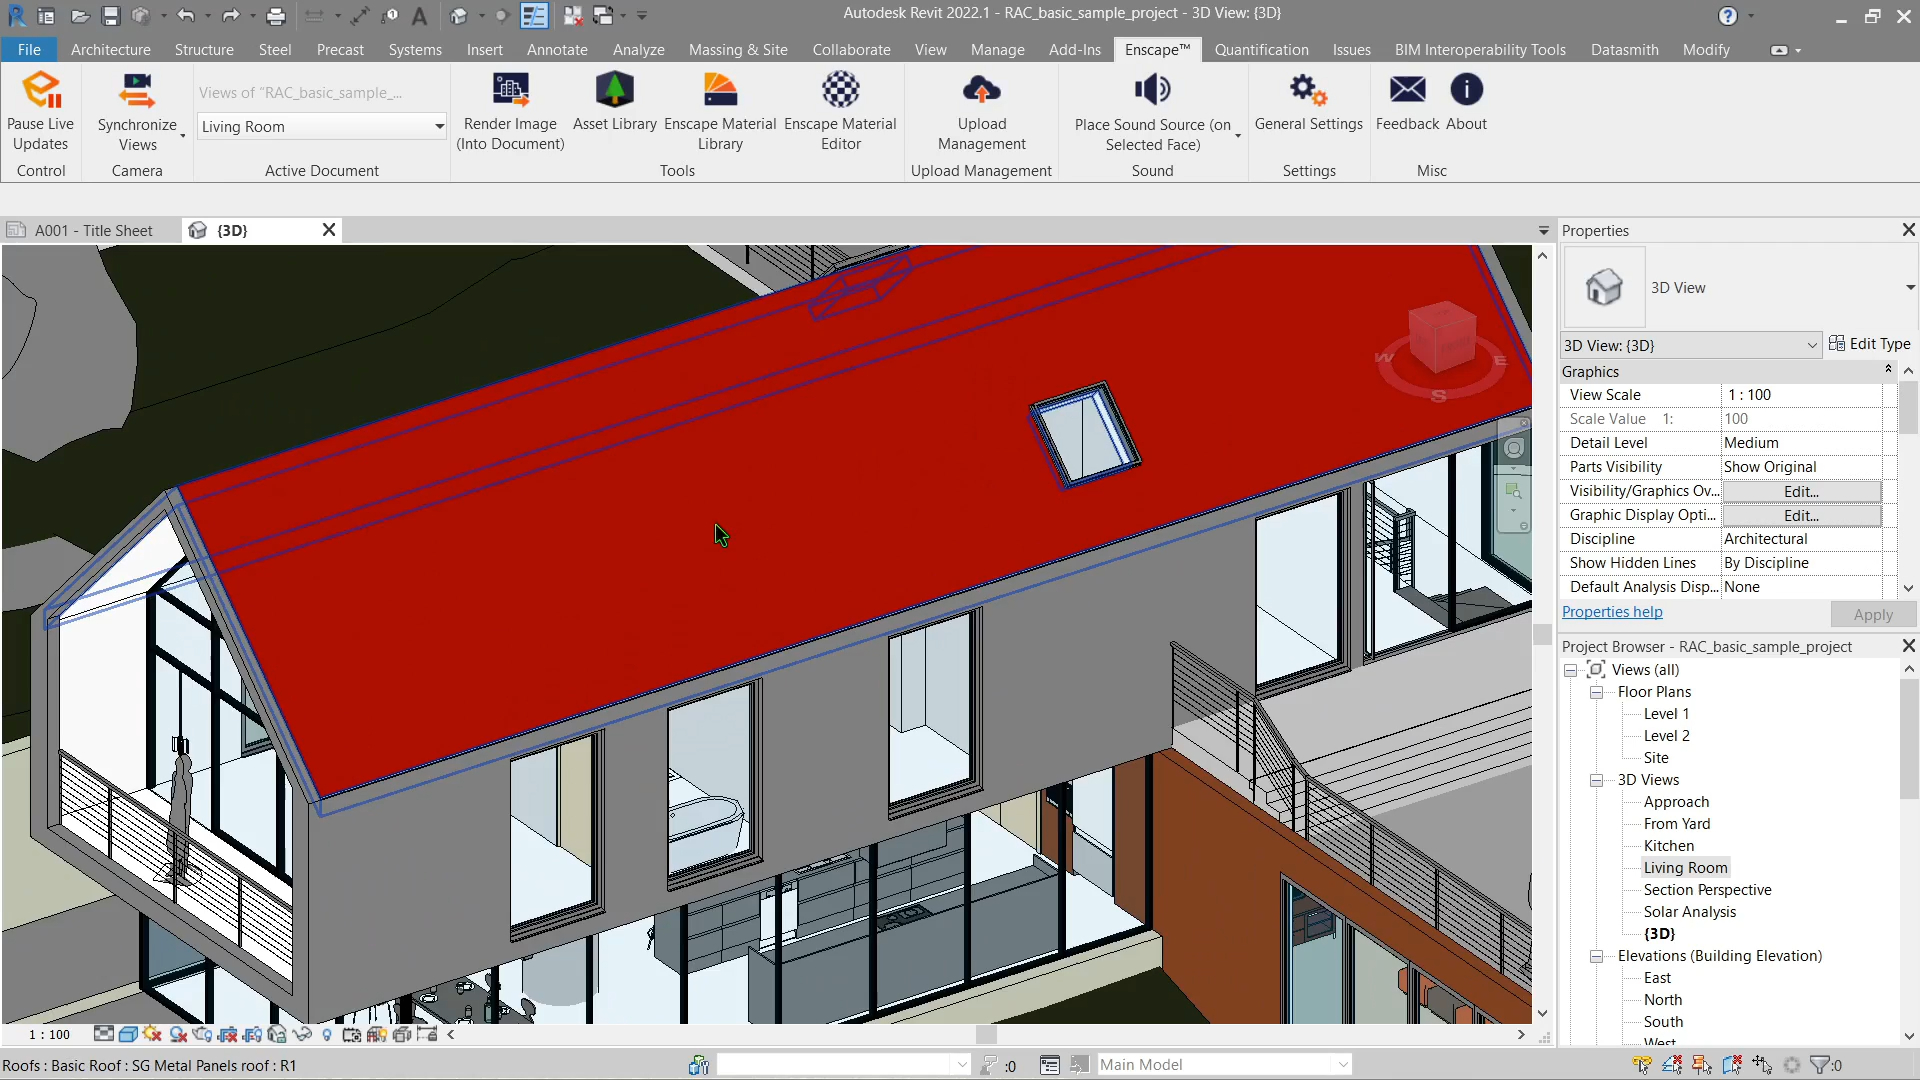 Autodesk Revit 2022.1 - RAC_basic_sample_project - 3D View: {3D}
File Architecture Structure Steel Precast Systems Insert Annotate Analyze Massing & Site Collaborate View Manage Add-Ins Enscape™ Quantification Issues BIM Interoperability Tools Datasmith Modify
Pause Live Updates
Synchronize Views
Views of "RAC_basic_sample_...
Living Room
Render Image (Into Document)
Asset Library
Enscape Material Library
Enscape Material Editor
Upload Management
Place Sound Source (on Selected Face)
General Settings
Feedback
About
Control Camera Active Document Tools Upload Management Sound Settings Misc
A001 - Title Sheet
{3D}
W
E
S
Properties
3D View
3D View: {3D}
Edit Type
Graphics
View Scale 1 : 100
Scale Value 1: 100
Detail Level Medium
Parts Visibility Show Original
Visibility/Graphics Ov... Edit...
Graphic Display Opti... Edit...
Discipline Architectural
Show Hidden Lines By Discipline
Default Analysis Disp... None
Properties help
Apply
Project Browser - RAC_basic_sample_project
Views (all)
Floor Plans
Level 1
Level 2
Site
3D Views
Approach
From Yard
Kitchen
Living Room
Section Perspective
Solar Analysis
{3D}
Elevations (Building Elevation)
East
North
South
West
1 : 100
Roofs : Basic Roof : SG Metal Panels roof : R1
:0
Main Model
:0